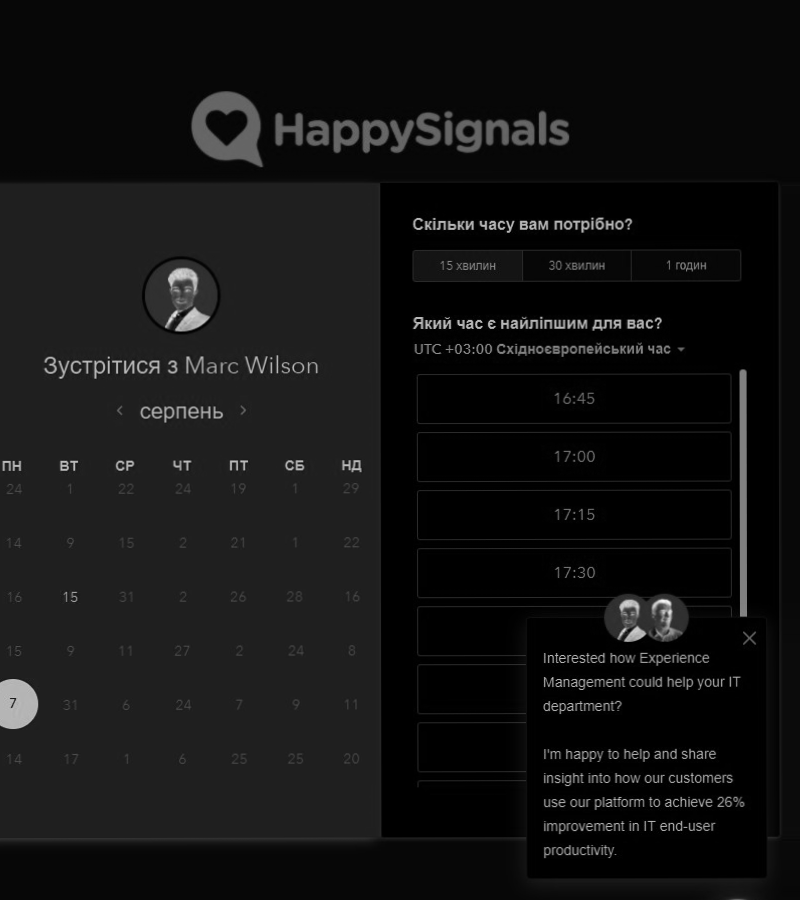 HappySignals
Зустрітися з Marc Wilson
серпень
ПН ВТ СР ЧТ ПТ СБ НД
24 1 22 24 19 1 29
14 9 15 2 21 1 22
16 15 31 2 26 28 16
15 9 11 27 2 24 8
7 31 6 24 7 9 11
14 17 1 6 25 25 20
Скільки часу вам потрібно?
15 хвилин 30 хвилин 1 годин
Який час є найліпшим для вас?
UTC +03:00 Східноєвропейський час
16:45
17:00
17:15
17:30
Interested how Experience
Management could help your IT
department?
I'm happy to help and share
insight into how our customers
use our platform to achieve 26%
improvement in IT end-user
productivity.